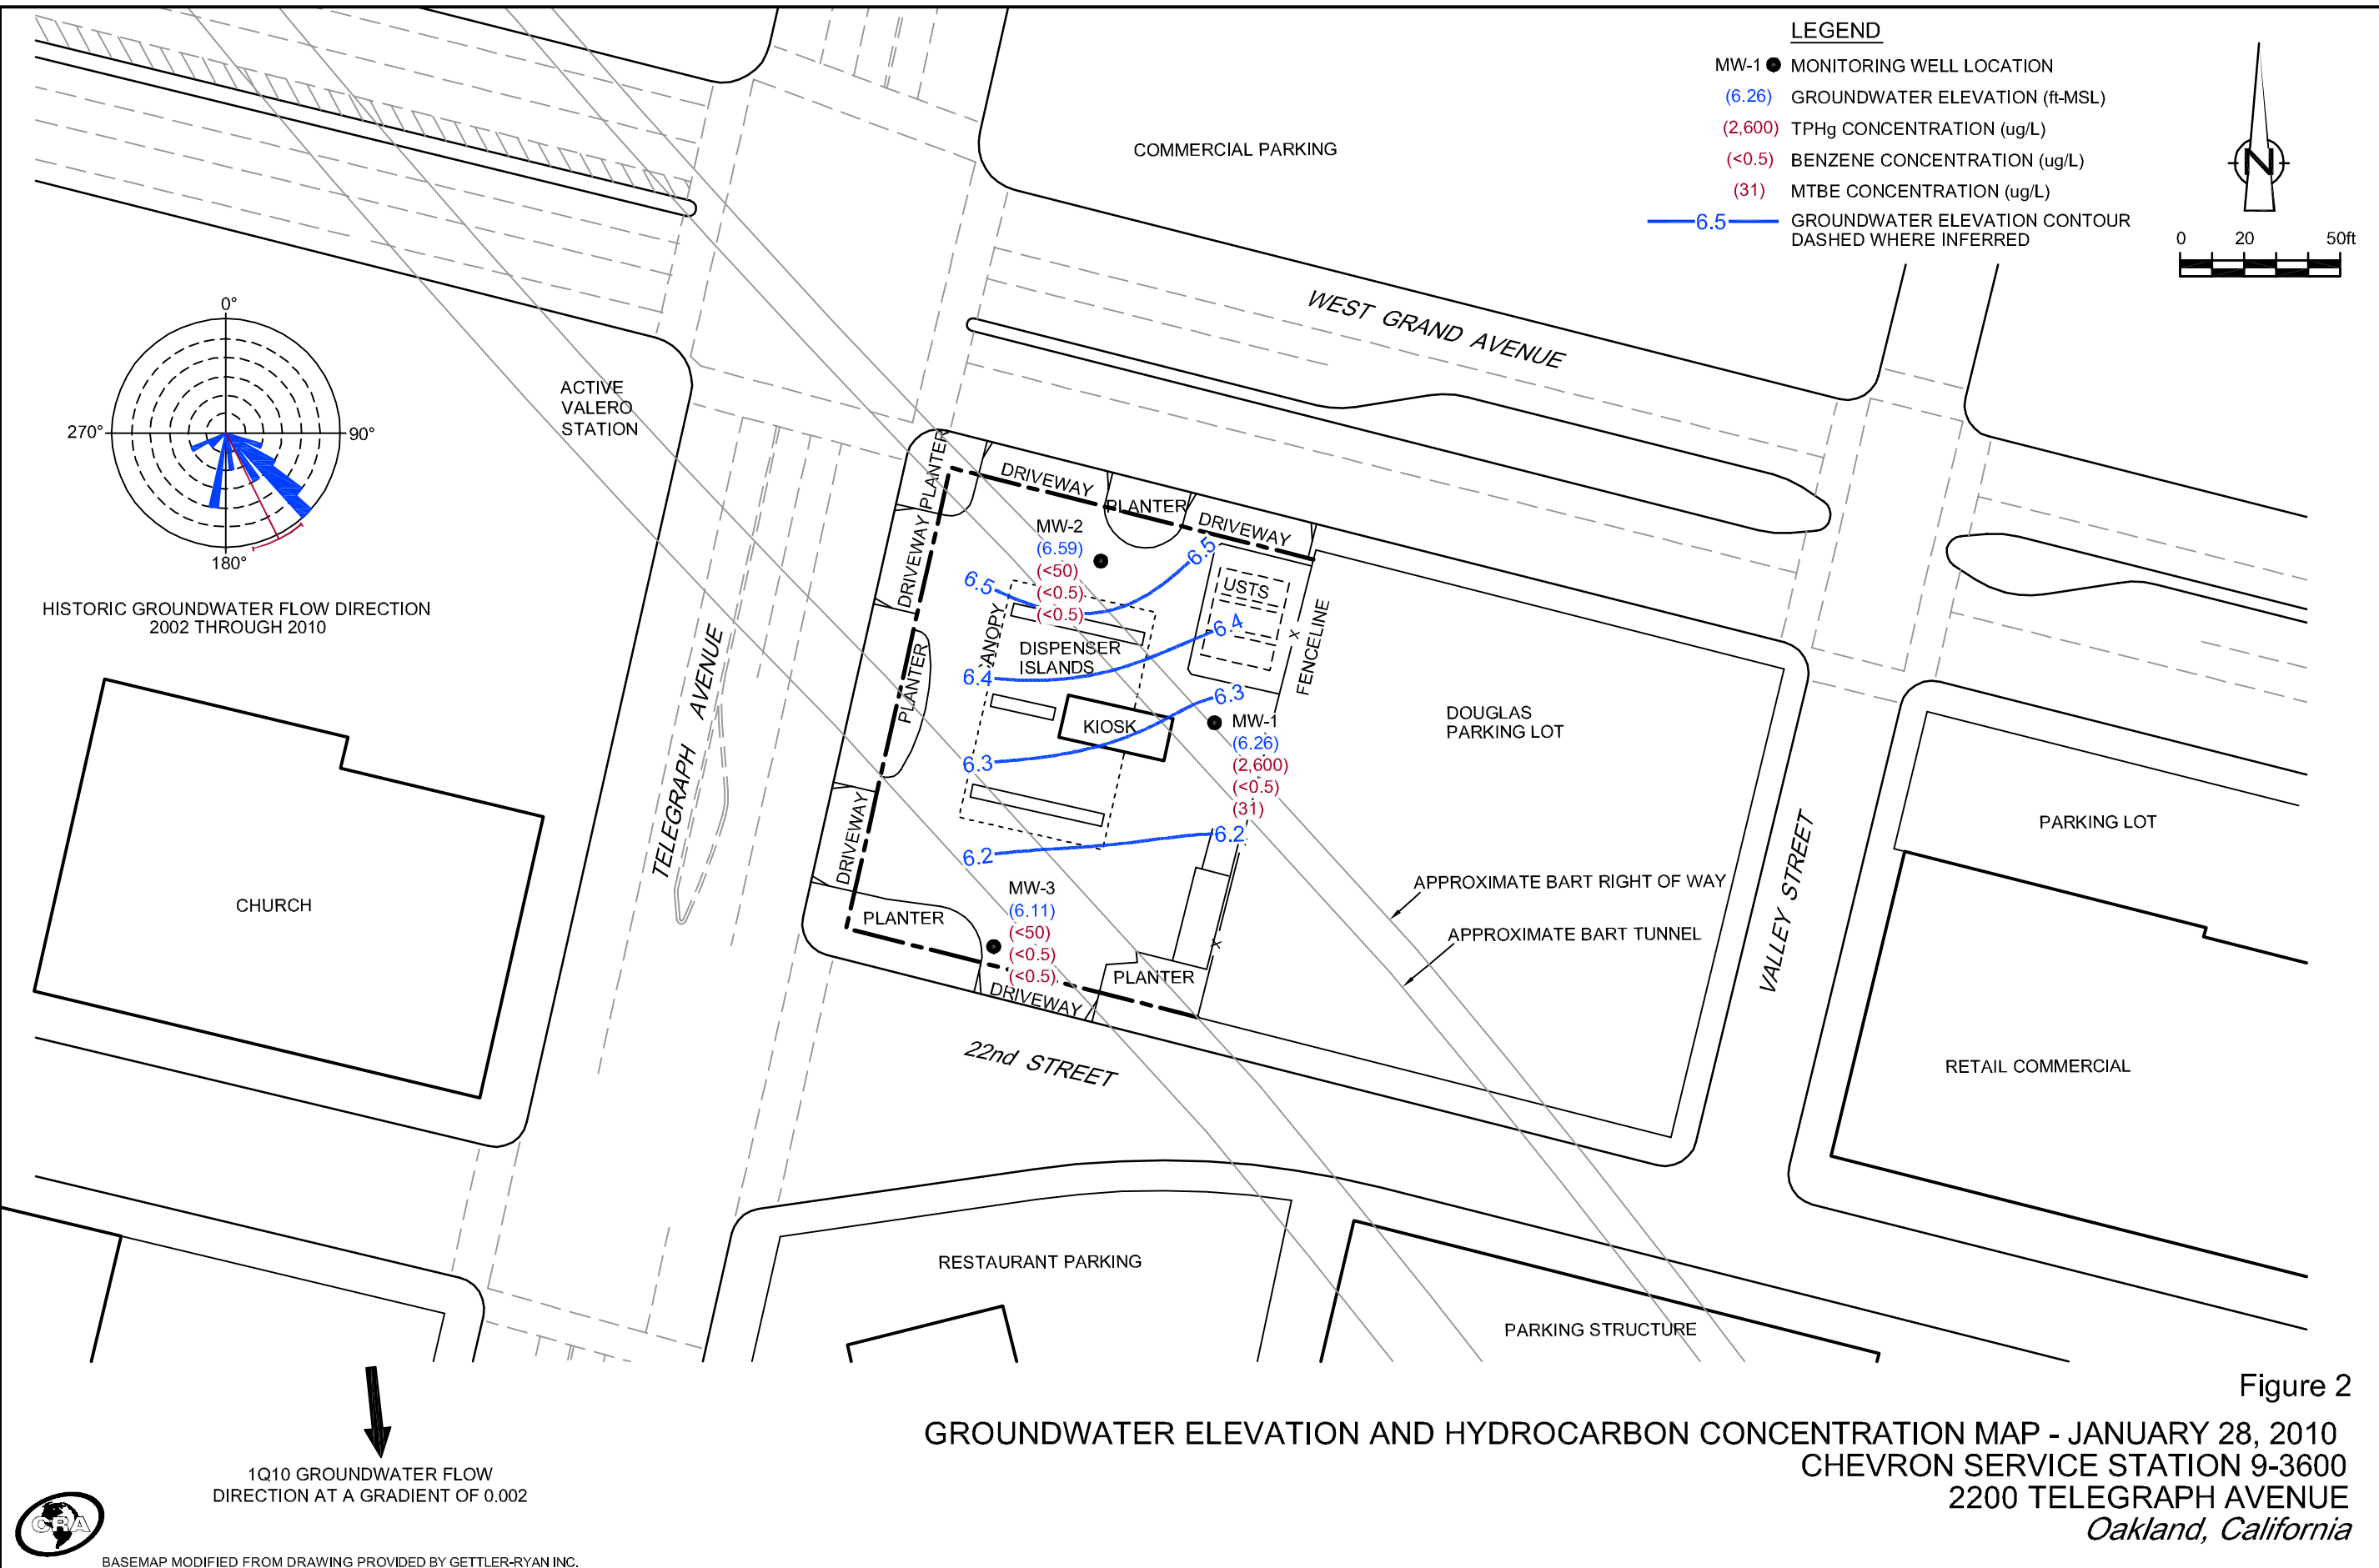 LEGEND
MW-1 MONITORING WELL LOCATION
(6.26) GROUNDWATER ELEVATION (ft-MSL)
(2,600) TPHg CONCENTRATION (ug/L)
(<0.5) BENZENE CONCENTRATION (ug/L)
(31) MTBE CONCENTRATION (ug/L)
6.5 GROUNDWATER ELEVATION CONTOUR
DASHED WHERE INFERRED
N
0 20 50ft
COMMERCIAL PARKING
WEST GRAND AVENUE
0°
90°
180°
270°
HISTORIC GROUNDWATER FLOW DIRECTION
2002 THROUGH 2010
ACTIVE
VALERO
STATION
PLANTER
DRIVEWAY
PLANTER
DRIVEWAY
DRIVEWAY
PLANTER
DRIVEWAY
MW-2
(6.59)
(<50)
(<0.5)
(<0.5)
6.5
6.5
USTS
CANOPY
DISPENSER
ISLANDS
6.4
6.4
FENCELINE
X
6.3
6.3
KIOSK
MW-1
(6.26)
(2,600)
(<0.5)
(31)
6.2
6.2
MW-3
(6.11)
(<50)
(<0.5)
(<0.5)
X
PLANTER
DRIVEWAY
PLANTER
TELEGRAPH AVENUE
CHURCH
DOUGLAS
PARKING LOT
APPROXIMATE BART RIGHT OF WAY
APPROXIMATE BART TUNNEL
VALLEY STREET
PARKING LOT
RETAIL COMMERCIAL
22nd STREET
RESTAURANT PARKING
PARKING STRUCTURE
1Q10 GROUNDWATER FLOW
DIRECTION AT A GRADIENT OF 0.002
CRA
BASEMAP MODIFIED FROM DRAWING PROVIDED BY GETTLER-RYAN INC.
Figure 2
GROUNDWATER ELEVATION AND HYDROCARBON CONCENTRATION MAP - JANUARY 28, 2010
CHEVRON SERVICE STATION 9-3600
2200 TELEGRAPH AVENUE
Oakland, California